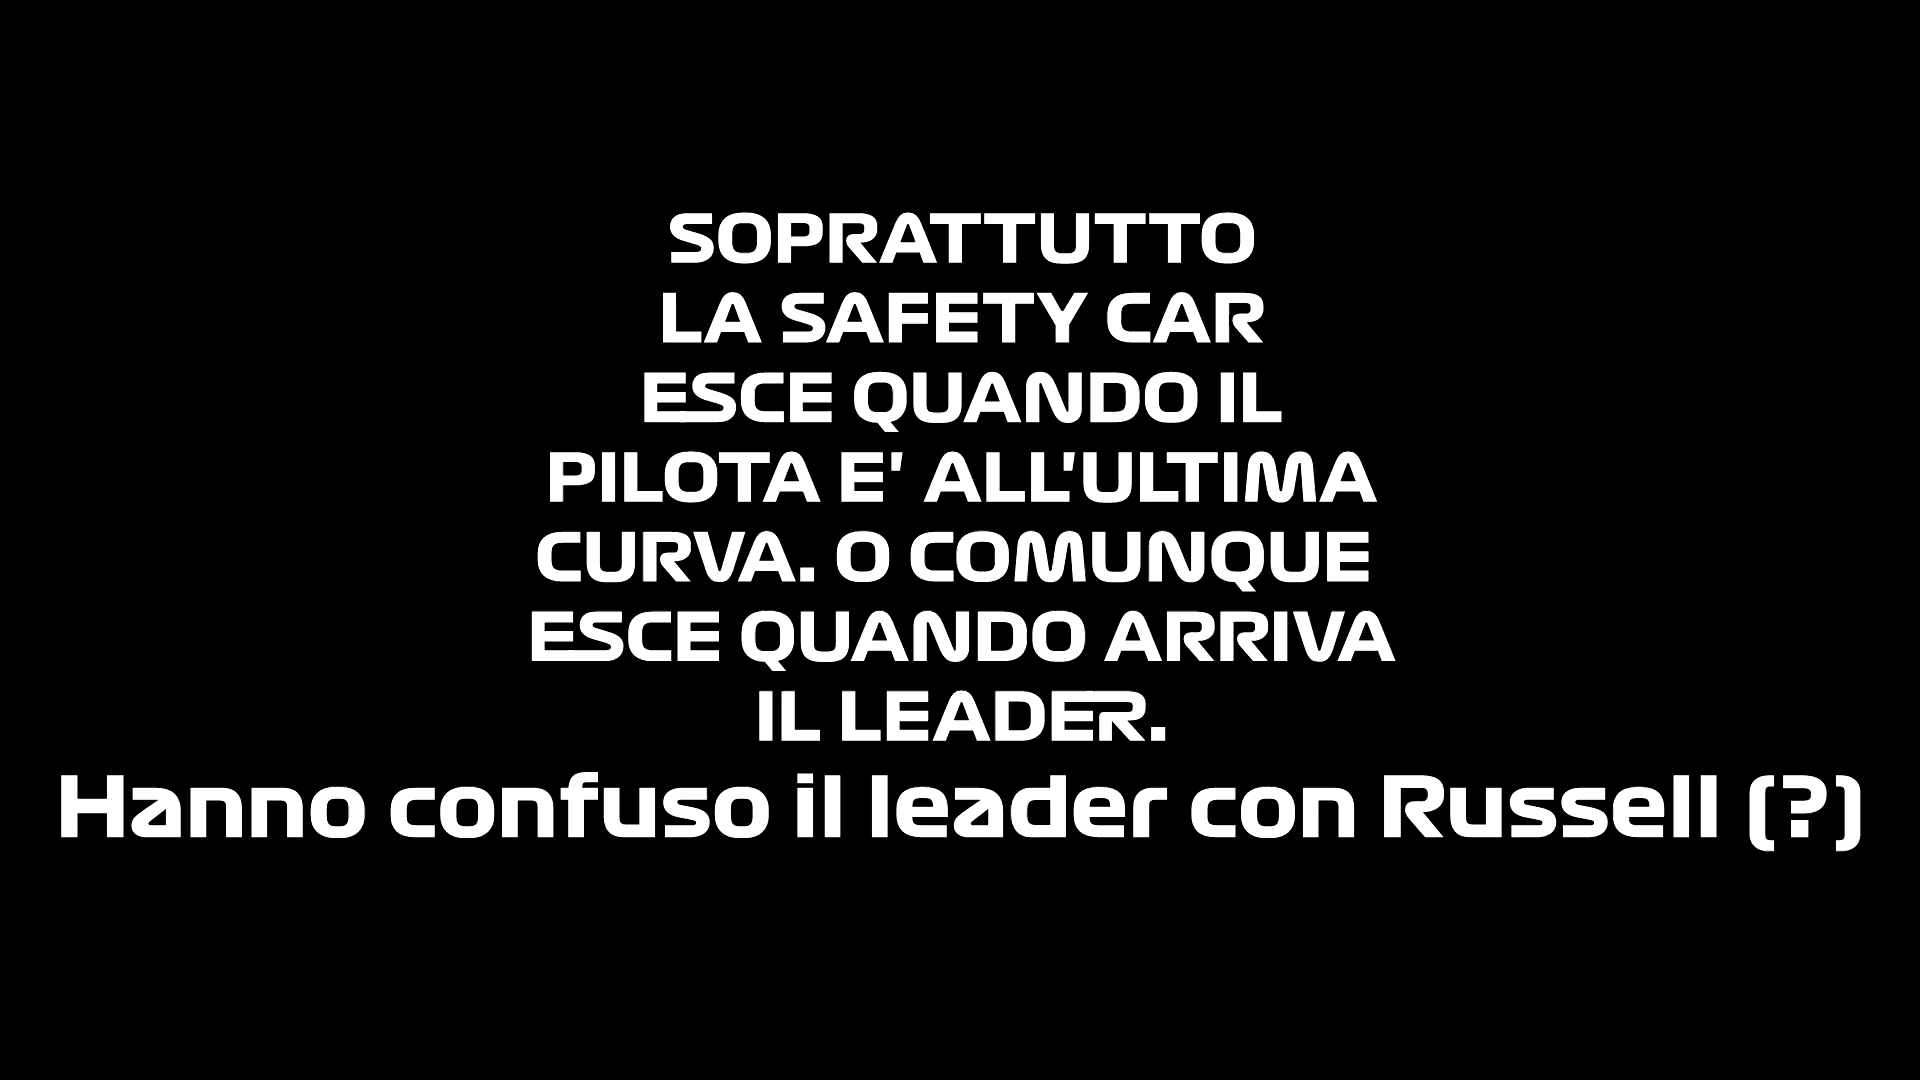 SOPRATTUTTO
LA SAFETY CAR
ESCE QUANDO IL
PILOTA E' ALL'ULTIMA
CURVA. O COMUNQUE
ESCE QUANDO ARRIVA
IL LEADER.
Hanno confuso il leader con Russell (?)